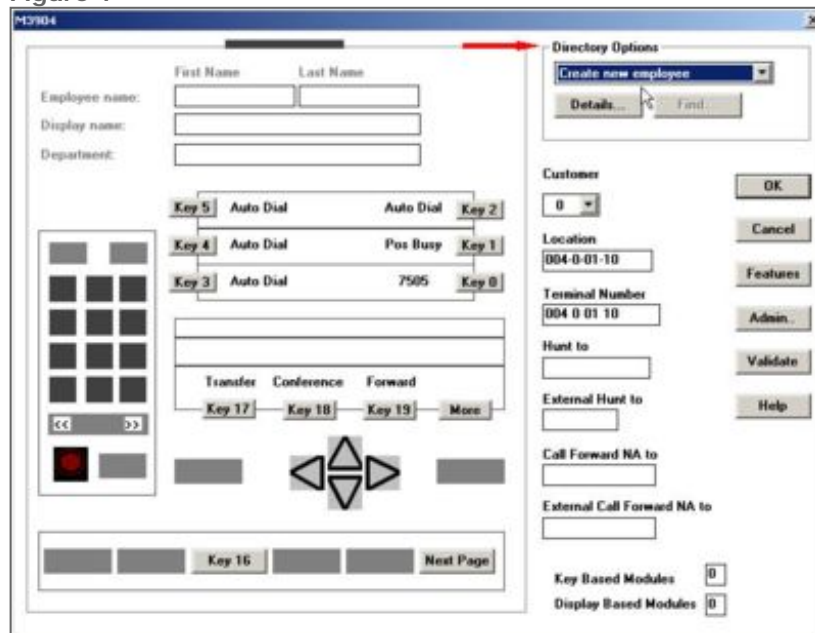 M3904
Directory Options
Create new employee
Details...
Find
First Name
Last Name
Employee name:
Display name:
Department:
Key 5 Auto Dial Auto Dial Key 2
Key 4 Auto Dial Pos Busy Key 1
Key 3 Auto Dial 7505 Key 0
Transfer Conference Forward
Key 17 Key 18 Key 19 More
<< >>
Key 16 Next Page
Customer
0
Location
004-0-01-10
Terminal Number
004 0 01 10
Hunt to
External Hunt to
Call Forward NA to
External Call Forward NA to
Key Based Modules 0
Display Based Modules 0
OK
Cancel
Features
Admin..
Validate
Help